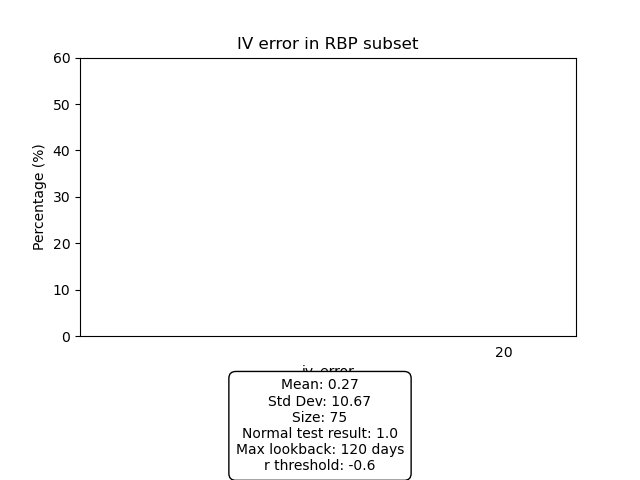 IV error in RBP subset
60
50
40
30
20
10
0
Percentage (%)
20
iv_error
Mean: 0.27
Std Dev: 10.67
Size: 75
Normal test result: 1.0
Max lookback: 120 days
r threshold: -0.6